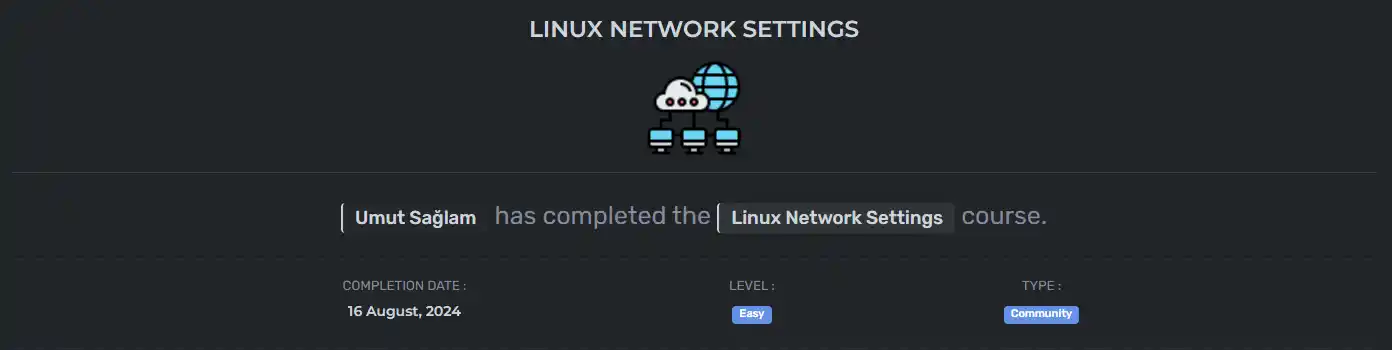 LINUX NETWORK SETTINGS
Umut Sağlam has completed the Linux Network Settings course.
COMPLETION DATE : LEVEL : TYPE :
16 August, 2024 Easy Community